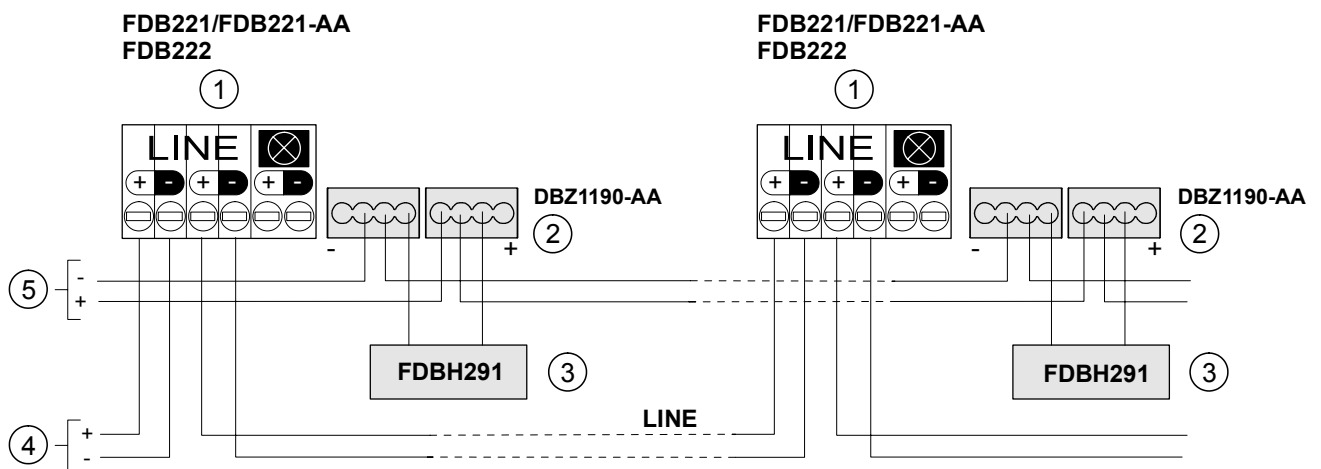 FDB221/FDB221-AA
FDB222
1
LINE
+ - + - + -
DBZ1190-AA
2
- +
FDB221/FDB221-AA
FDB222
1
LINE
+ - + - + -
DBZ1190-AA
2
- +
5
-
+
FDBH291
3
FDBH291
3
LINE
4
+
-